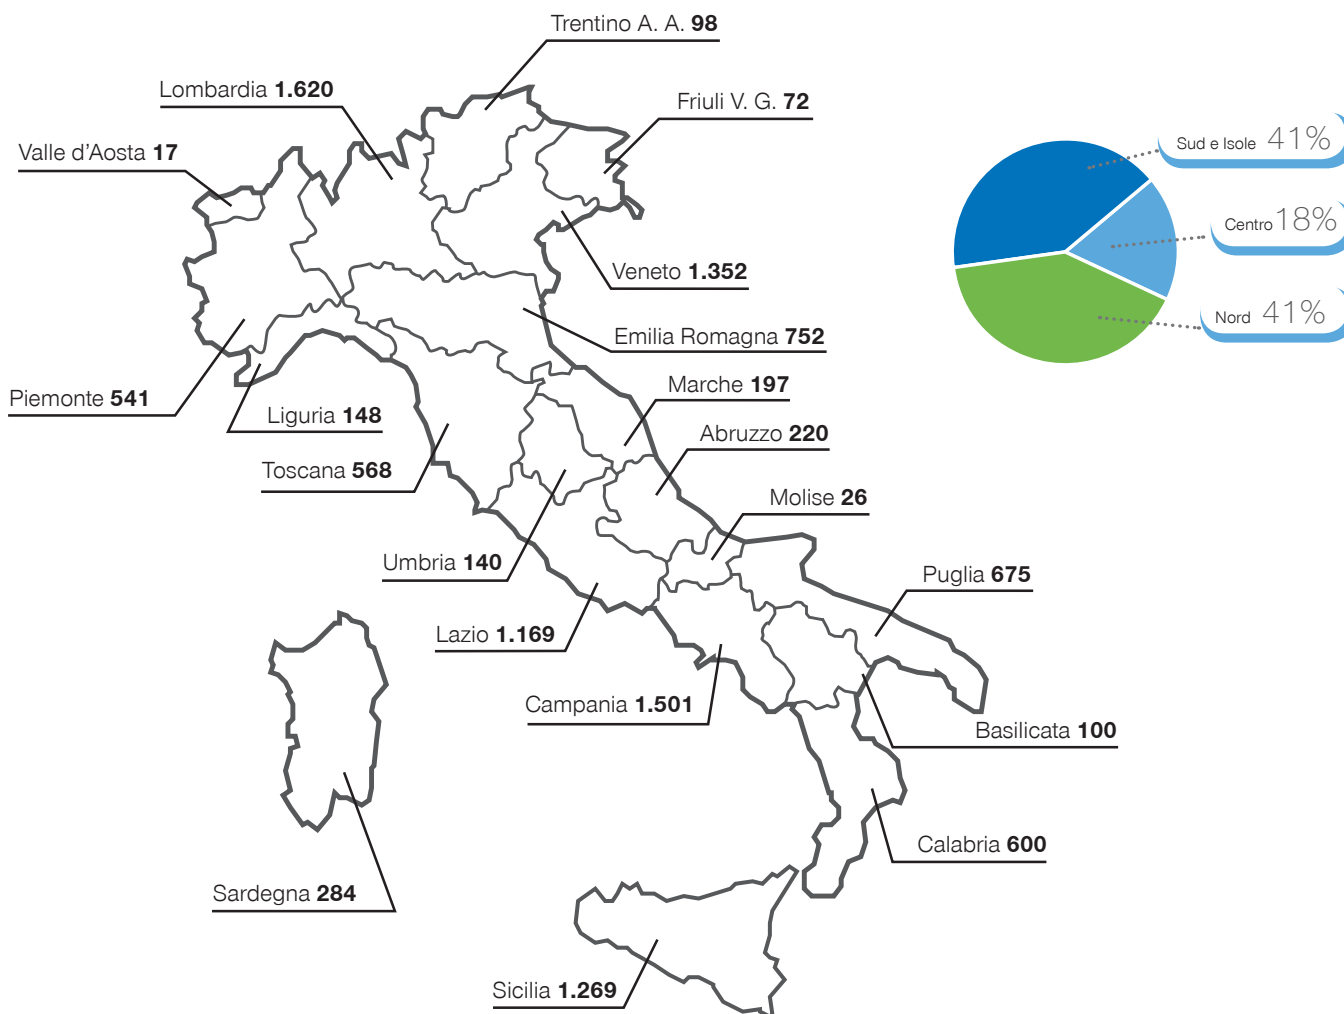 Trentino A. A. 98
Lombardia 1.620
Friuli V. G. 72
Valle d'Aosta 17
Sud e Isole 41%
Centro 18%
Veneto 1.352
Nord 41%
Emilia Romagna 752
Marche 197
Piemonte 541
Liguria 148
Abruzzo 220
Toscana 568
Molise 26
Umbria 140
Puglia 675
Lazio 1.169
Campania 1.501
Basilicata 100
Calabria 600
Sardegna 284
Sicilia 1.269